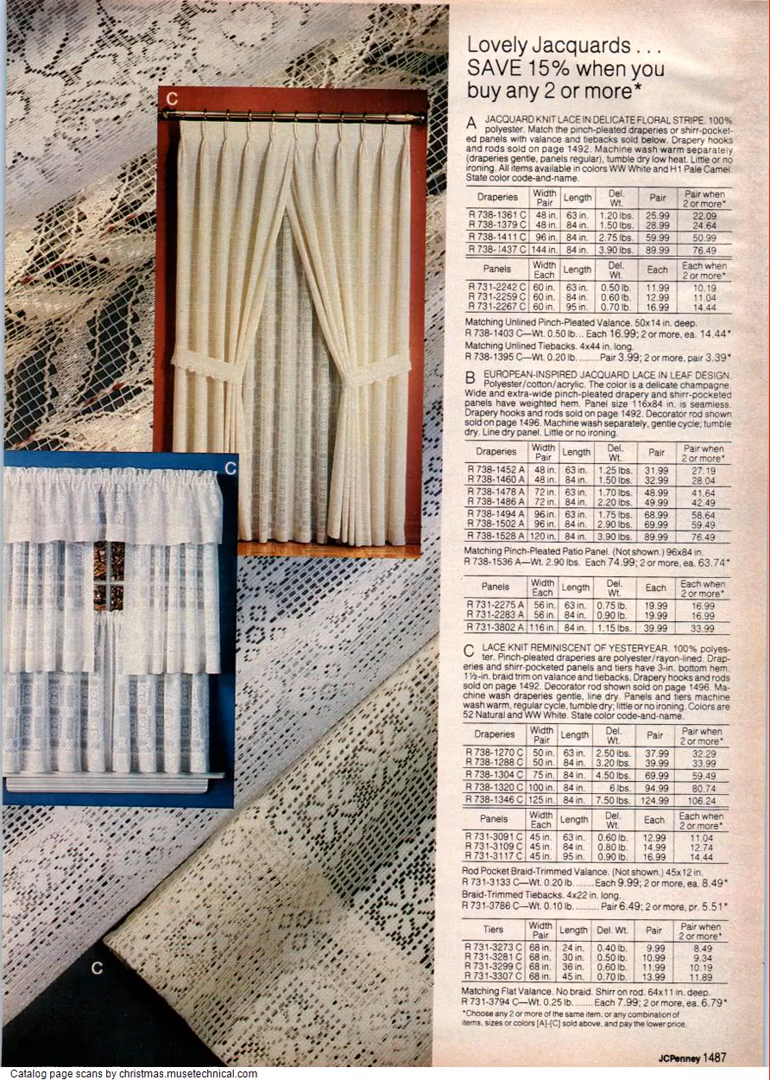 Lovely Jacquards . . .
SAVE 15% when you
buy any 2 or more*
A JACQUARD KNIT LACE IN DELICATE FLORAL STRIPE. 100%
polyester. Match the pinch-pleated draperies or shirr-pocket-
ed panels with valance and tiebacks sold below. Drapery hooks
and rods sold on page 1492. Machine wash warm separately
(draperies gentle, panels regular), tumble dry low heat. Little or no
ironing. All items available in colors WW White and H1 Pale Camel.
State color code-and-name.
Draperies Width Pair Length Del. Wt. Pair Pair when 2 or more*
R 738-1361 C 48 in. 63 in. 1.20 lbs. 25.99 22.09
R 738-1379 C 48 in. 84 in. 1.50 lbs. 28.99 24.64
R 738-1411 C 96 in. 84 in. 2.75 lbs. 59.99 50.99
R 738-1437 C 144 in. 84 in. 3.90 lbs. 89.99 76.49
Panels Width Each Length Del. Wt. Each Each when 2 or more*
R 731-2242 C 60 in. 63 in. 0.50 lb. 11.99 10.19
R 731-2259 C 60 in. 84 in. 0.60 lb. 12.99 11.04
R 731-2267 C 60 in. 95 in. 0.70 lb. 16.99 14.44
Matching Unlined Pinch-Pleated Valance. 50x14 in. deep.
R 738-1403 C—Wt. 0.50 lb... Each 16.99; 2 or more, ea. 14.44*
Matching Unlined Tiebacks. 4x44 in. long.
R 738-1395 C—Wt. 0.20 lb.........Pair 3.99; 2 or more, pair 3.39*
B EUROPEAN-INSPIRED JACQUARD LACE IN LEAF DESIGN.
Polyester/cotton/acrylic. The color is a delicate champagne.
Wide and extra-wide pinch-pleated drapery and shirr-pocketed
panels have weighted hem. Panel size 116x84 in. is seamless.
Drapery hooks and rods sold on page 1492. Decorator rod shown
sold on page 1496. Machine wash separately, gentle cycle; tumble
dry. Line dry panel. Little or no ironing.
Draperies Width Pair Length Del. Wt. Pair Pair when 2 or more*
R 738-1452 A 48 in. 63 in. 1.25 lbs. 31.99 27.19
R 738-1460 A 48 in. 84 in. 1.50 lbs. 32.99 28.04
R 738-1478 A 72 in. 63 in. 1.70 lbs. 48.99 41.64
R 738-1486 A 72 in. 84 in. 2.20 lbs. 49.99 42.49
R 738-1494 A 96 in. 63 in. 1.75 lbs. 68.99 58.64
R 738-1502 A 96 in. 84 in. 2.90 lbs. 69.99 59.49
R 738-1528 A 120 in. 84 in. 3.90 lbs. 89.99 76.49
Matching Pinch-Pleated Patio Panel. (Not shown.) 96x84 in.
R 738-1536 A—Wt. 2.90 lbs. Each 74.99; 2 or more, ea. 63.74*
Panels Width Each Length Del. Wt. Each Each when 2 or more*
R 731-2275 A 56 in. 63 in. 0.75 lb. 19.99 16.99
R 731-2283 A 56 in. 84 in. 0.90 lb. 19.99 16.99
R 731-3802 A 116 in. 84 in. 1.15 lbs. 39.99 33.99
C LACE KNIT REMINISCENT OF YESTERYEAR. 100% polyes-
ter. Pinch-pleated draperies are polyester/rayon-lined. Drap-
eries and shirr-pocketed panels and tiers have 3-in. bottom hem.
1½-in. braid trim on valance and tiebacks. Drapery hooks and rods
sold on page 1492. Decorator rod shown sold on page 1496. Ma-
chine wash draperies gentle, line dry. Panels and tiers machine
wash warm, regular cycle, tumble dry; little or no ironing. Colors are
52 Natural and WW White. State color code-and-name.
Draperies Width Pair Length Del. Wt. Pair Pair when 2 or more*
R 738-1270 C 50 in. 63 in. 2.50 lbs. 37.99 32.29
R 738-1288 C 50 in. 84 in. 3.20 lbs. 39.99 33.99
R 738-1304 C 75 in. 84 in. 4.50 lbs. 69.99 59.49
R 738-1320 C 100 in. 84 in. 6 lbs. 94.99 80.74
R 738-1346 C 125 in. 84 in. 7.50 lbs. 124.99 106.24
Panels Width Each Length Del. Wt. Each Each when 2 or more*
R 731-3091 C 45 in. 63 in. 0.60 lb. 12.99 11.04
R 731-3109 C 45 in. 84 in. 0.80 lb. 14.99 12.74
R 731-3117 C 45 in. 95 in. 0.90 lb. 16.99 14.44
Rod Pocket Braid-Trimmed Valance. (Not shown.) 45x12 in.
R 731-3133 C—Wt. 0.20 lb........Each 9.99; 2 or more, ea. 8.49*
Braid-Trimmed Tiebacks. 4x22 in. long.
R 731-3786 C—Wt. 0.10 lb.......... Pair 6.49; 2 or more, pr. 5.51*
Tiers Width Pair Length Del. Wt. Pair Pair when 2 or more*
R 731-3273 C 68 in. 24 in. 0.40 lb. 9.99 8.49
R 731-3281 C 68 in. 30 in. 0.50 lb. 10.99 9.34
R 731-3299 C 68 in. 36 in. 0.60 lb. 11.99 10.19
R 731-3307 C 68 in. 45 in. 0.70 lb. 13.99 11.89
Matching Flat Valance. No braid. Shirr on rod. 64x11 in. deep.
R 731-3794 C—Wt. 0.25 lb.......Each 7.99; 2 or more, ea. 6.79*
*Choose any 2 or more of the same item, or any combination of
items, sizes or colors [A]-[C] sold above, and pay the lower price.
JCPenney 1487
C
C
C
Catalog page scans by christmas.musetechnical.com